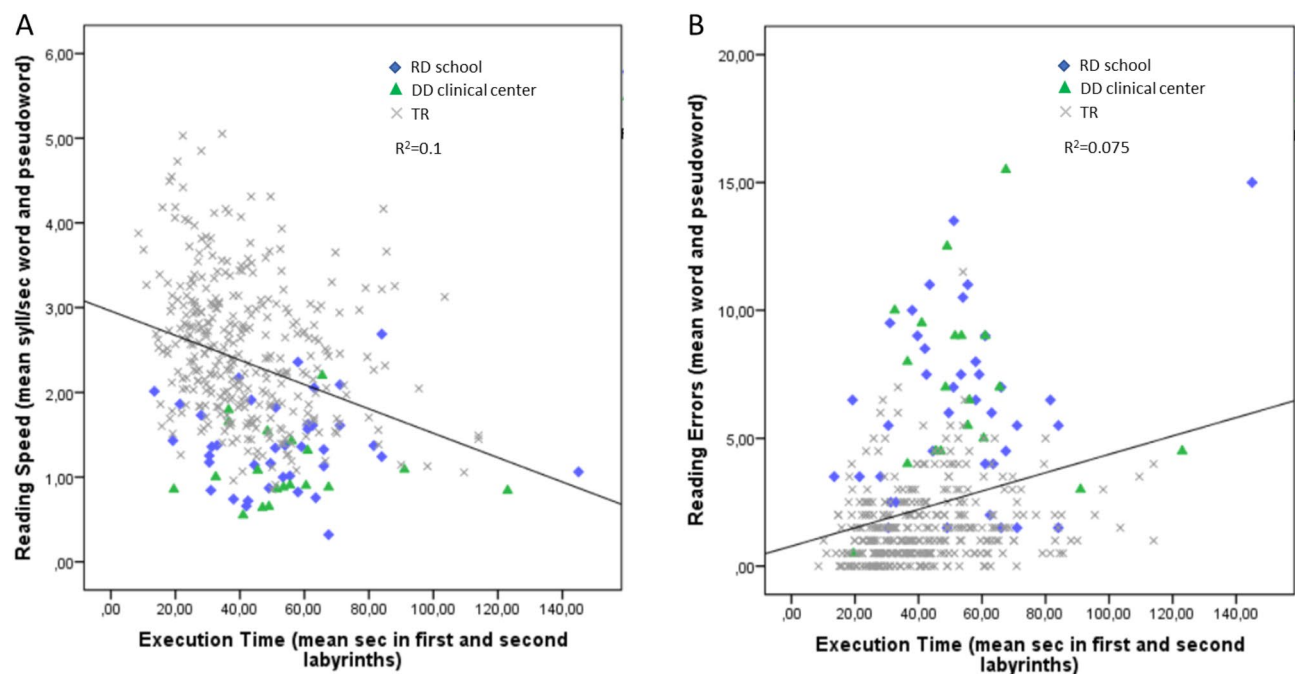 A
Reading Speed (mean syll/sec word and pseudoword)
6,00
5,00
4,00
3,00
2,00
1,00
,00
RD school
DD clinical center
TR
R²=0.1
,00 20,00 40,00 60,00 80,00 100,00 120,00 140,00
Execution Time (mean sec in first and second
labyrinths)
B
Reading Errors (mean word and pseudoword)
20,00
15,00
10,00
5,00
,00
RD school
DD clinical center
TR
R²=0.075
,00 20,00 40,00 60,00 80,00 100,00 120,00 140,00
Execution Time (mean sec in first and second
labyrinths)